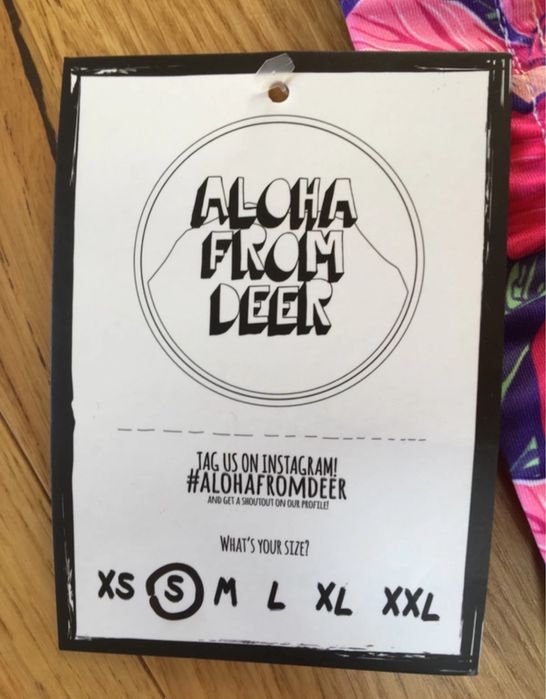 ALOHA
FROM
DEER
TAG US ON INSTAGRAM!
#ALOHAFROMDEER
AND GET A SHOUTOUT ON OUR PROFILE!
WHAT'S YOUR SIZE?
XS S M L XL XXL